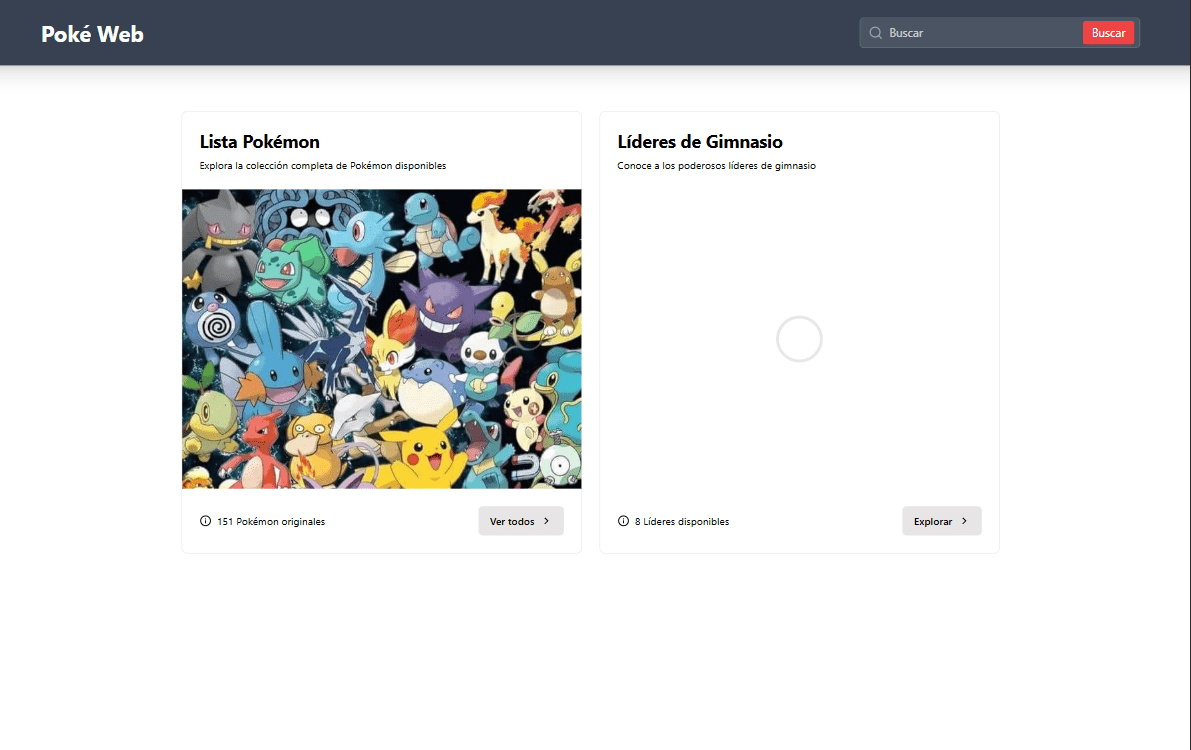 Poké Web
Buscar
Buscar
Lista Pokémon
Explora la colección completa de Pokémon disponibles
151 Pokémon originales
Ver todos
Líderes de Gimnasio
Conoce a los poderosos líderes de gimnasio
8 Líderes disponibles
Explorar